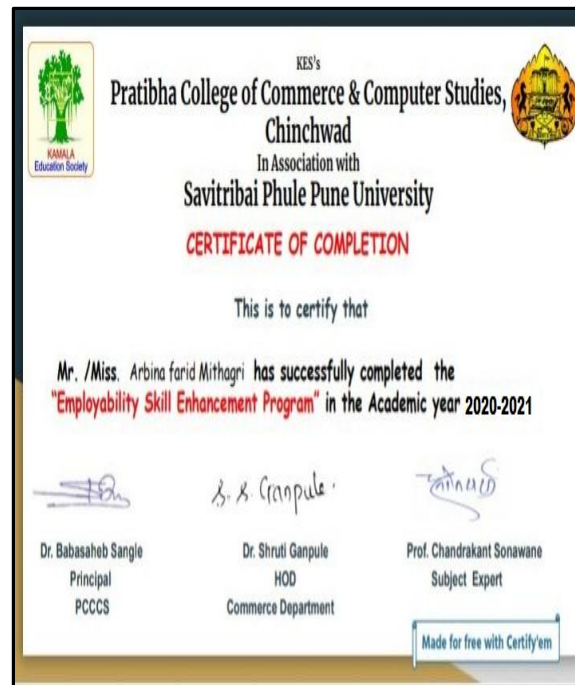 KES's
Pratibha College of Commerce & Computer Studies,
Chinchwad
In Association with
Savitribai Phule Pune University
KAMALA
Education Society
CERTIFICATE OF COMPLETION
This is to certify that
Mr. /Miss. Arbina farid Mithagri has successfully completed the
"Employability Skill Enhancement Program" in the Academic year 2020-2021
S. S. Ganpule.
Dr. Babasaheb Sangle
Principal
PCCCS
Dr. Shruti Ganpule
HOD
Commerce Department
Prof. Chandrakant Sonawane
Subject Expert
Made for free with Certify'em